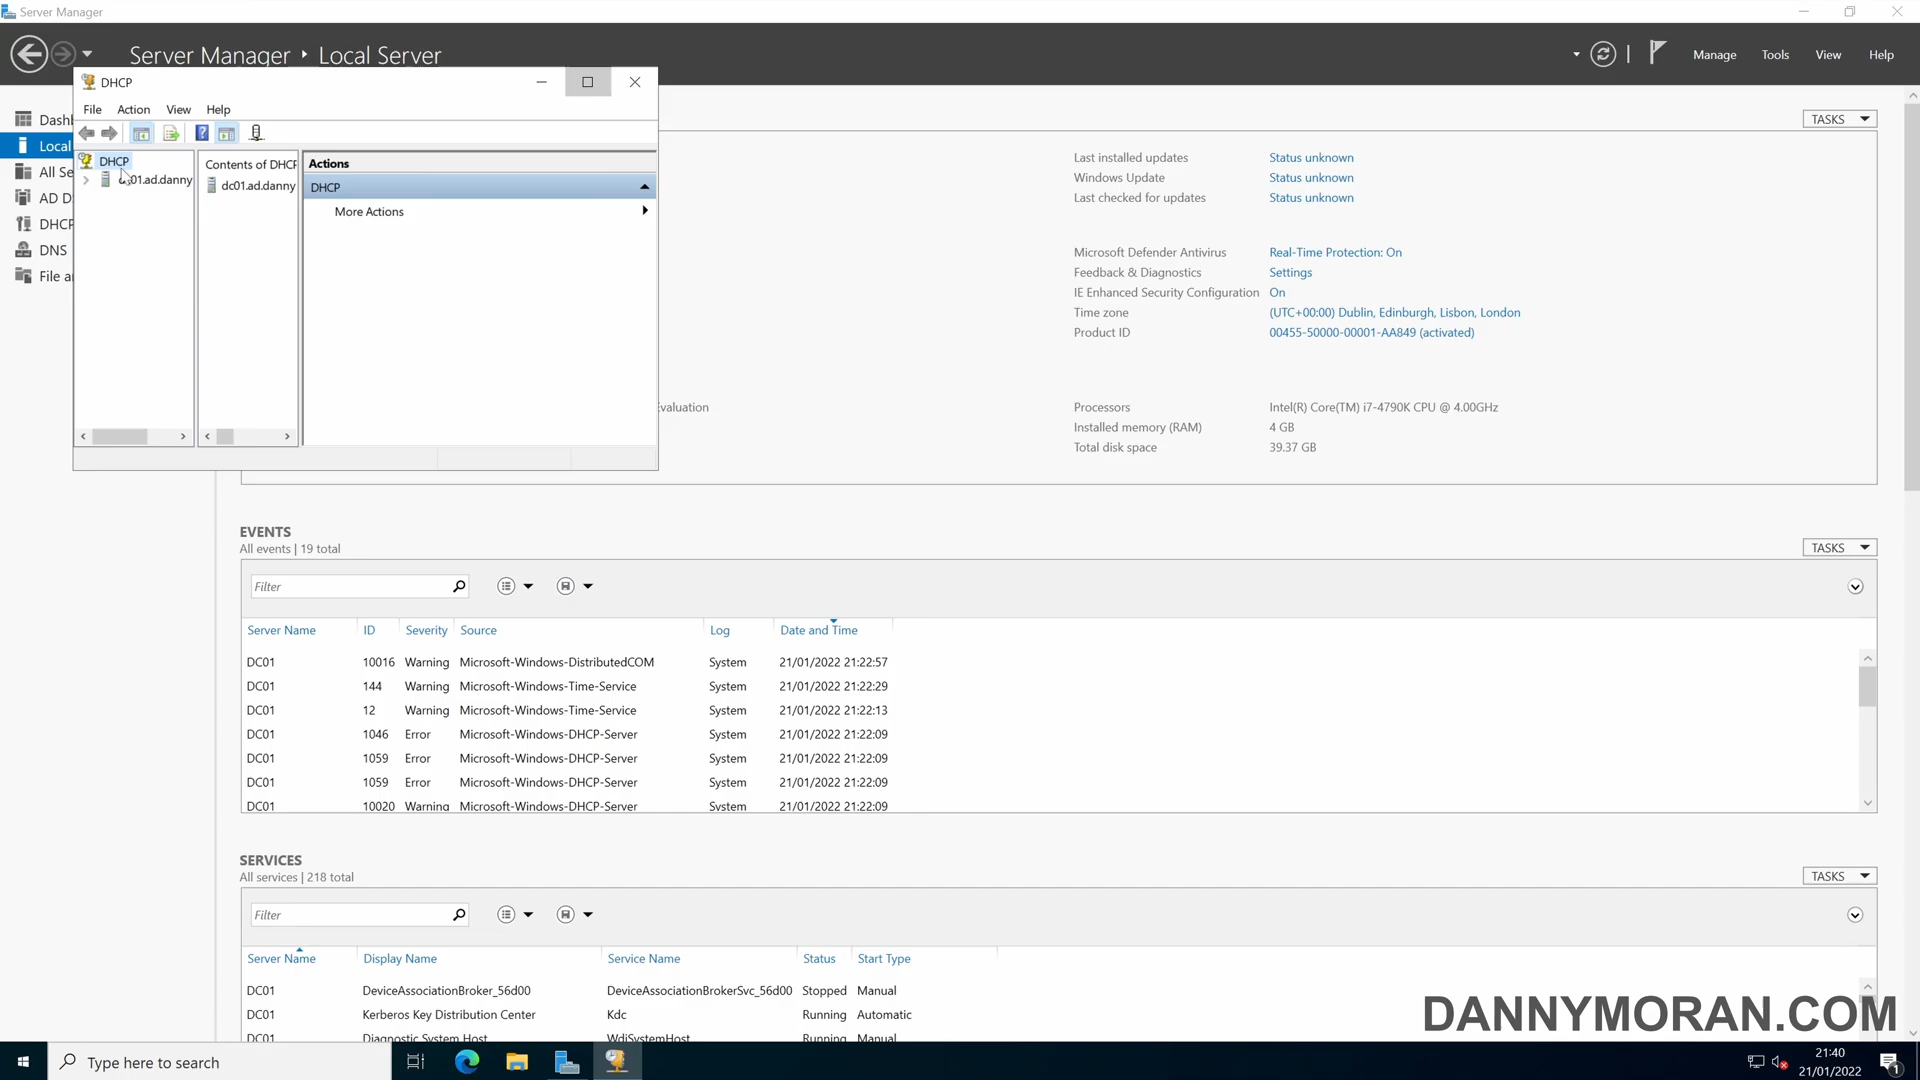 Server Manager
Server Manager ‣ Local Server
Manage
Tools
View
Help
DHCP
File
Action
View
Help
DHCP
dc01.ad.danny
Contents of DHCP
dc01.ad.danny
Actions
DHCP
More Actions
Dashb
Local
All Se
AD D
DHCP
DNS
File a
TASKS
Last installed updates Status unknown
Windows Update Status unknown
Last checked for updates Status unknown
Microsoft Defender Antivirus Real-Time Protection: On
Feedback & Diagnostics Settings
IE Enhanced Security Configuration On
Time zone (UTC+00:00) Dublin, Edinburgh, Lisbon, London
Product ID 00455-50000-00001-AA849 (activated)
valuation
Processors Intel(R) Core(TM) i7-4790K CPU @ 4.00GHz
Installed memory (RAM) 4 GB
Total disk space 39.37 GB
EVENTS
All events | 19 total
TASKS
Filter
Server Name ID Severity Source Log Date and Time
DC01 10016 Warning Microsoft-Windows-DistributedCOM System 21/01/2022 21:22:57
DC01 144 Warning Microsoft-Windows-Time-Service System 21/01/2022 21:22:29
DC01 12 Warning Microsoft-Windows-Time-Service System 21/01/2022 21:22:13
DC01 1046 Error Microsoft-Windows-DHCP-Server System 21/01/2022 21:22:09
DC01 1059 Error Microsoft-Windows-DHCP-Server System 21/01/2022 21:22:09
DC01 1059 Error Microsoft-Windows-DHCP-Server System 21/01/2022 21:22:09
DC01 10020 Warning Microsoft-Windows-DHCP-Server System 21/01/2022 21:22:09
SERVICES
All services | 218 total
TASKS
Filter
Server Name Display Name Service Name Status Start Type
DC01 DeviceAssociationBroker_56d00 DeviceAssociationBrokerSvc_56d00 Stopped Manual
DC01 Kerberos Key Distribution Center Kdc Running Automatic
DC01 Diagnostic System Host WdiSystemHost Running Manual
DANNYMORAN.COM
Type here to search
21:40
21/01/2022
1